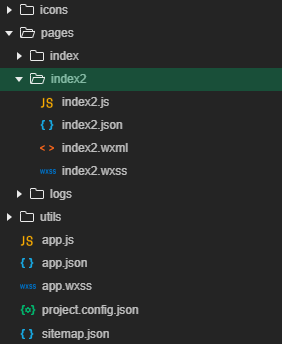 icons
pages
index
index2
JS index2.js
{ } index2.json
< > index2.wxml
wxss index2.wxss
logs
utils
JS app.js
{ } app.json
wxss app.wxss
{o} project.config.json
{ } sitemap.json